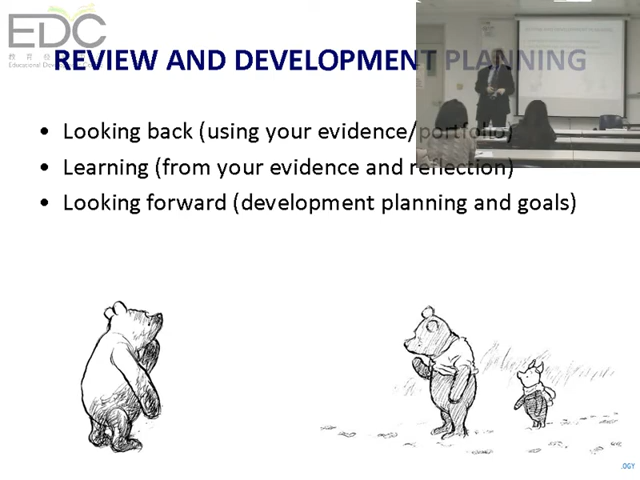 EDC
REVIEW AND DEVELOPMENT PLANNING
• Looking back (using your evidence/portfolio)
• Learning (from your evidence and reflection)
• Looking forward (development planning and goals)
.OGY